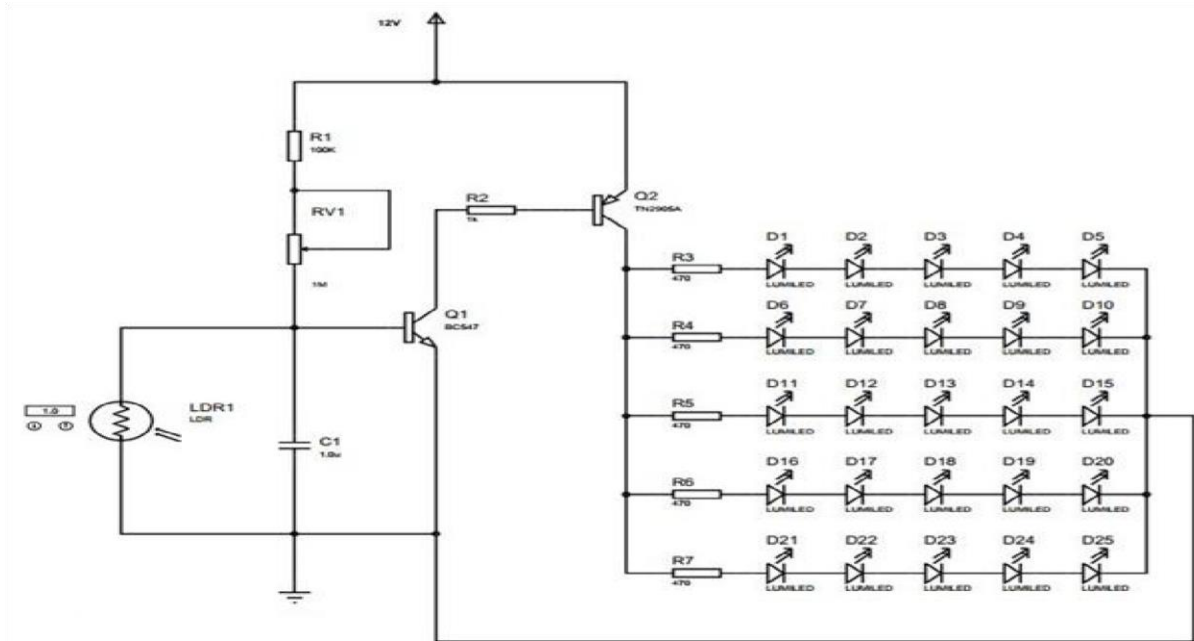 12V
R1
100K
RV1
1M
R2
1k
Q2
TN2905A
Q1
BC547
LDR1
LDR
1.0
C1
1.0u
D1 D2 D3 D4 D5
R3
470
LUMILED LUMILED LUMILED LUMILED LUMILED
D6 D7 D8 D9 D10
R4
470
LUMILED LUMILED LUMILED LUMILED LUMILED
D11 D12 D13 D14 D15
R5
470
LUMILED LUMILED LUMILED LUMILED LUMILED
D16 D17 D18 D19 D20
R6
470
LUMILED LUMILED LUMILED LUMILED LUMILED
D21 D22 D23 D24 D25
R7
470
LUMILED LUMILED LUMILED LUMILED LUMILED